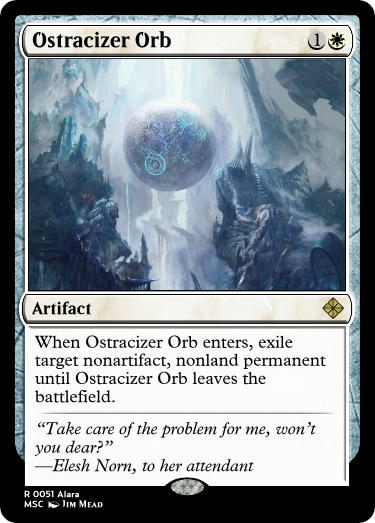 Ostracizer Orb 1
Artifact
When Ostracizer Orb enters, exile
target nonartifact, nonland permanent
until Ostracizer Orb leaves the
battlefield.
“Take care of the problem for me, won’t
you dear?”
—Elesh Norn, to her attendant
R 0051 Alara
MSC Jim Mead